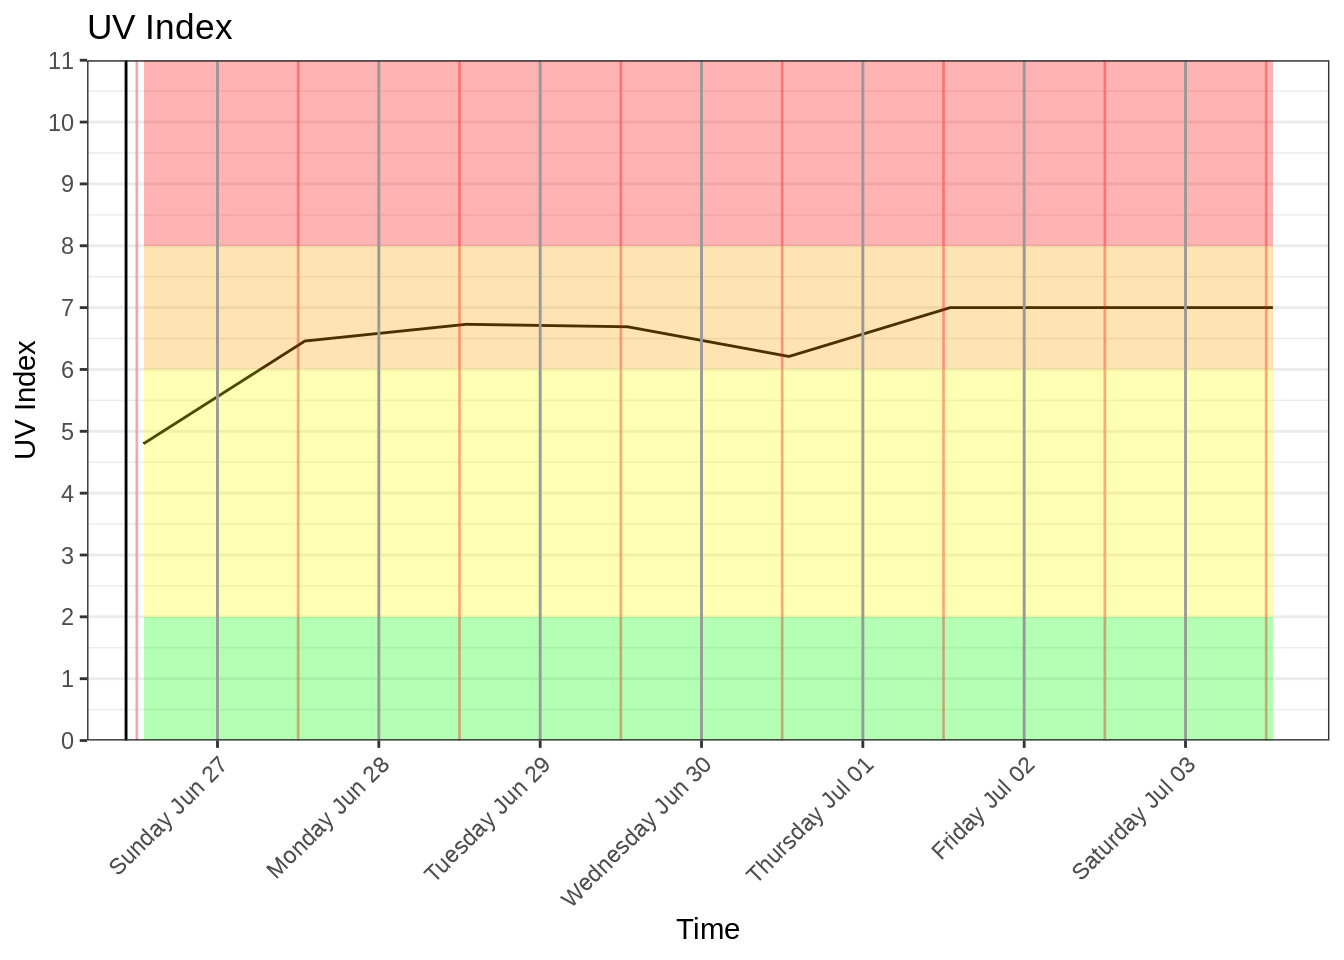 UV Index
UV Index
11
10
9
8
7
6
5
4
3
2
1
0
Sunday Jun 27
Monday Jun 28
Tuesday Jun 29
Wednesday Jun 30
Thursday Jul 01
Friday Jul 02
Saturday Jul 03
Time